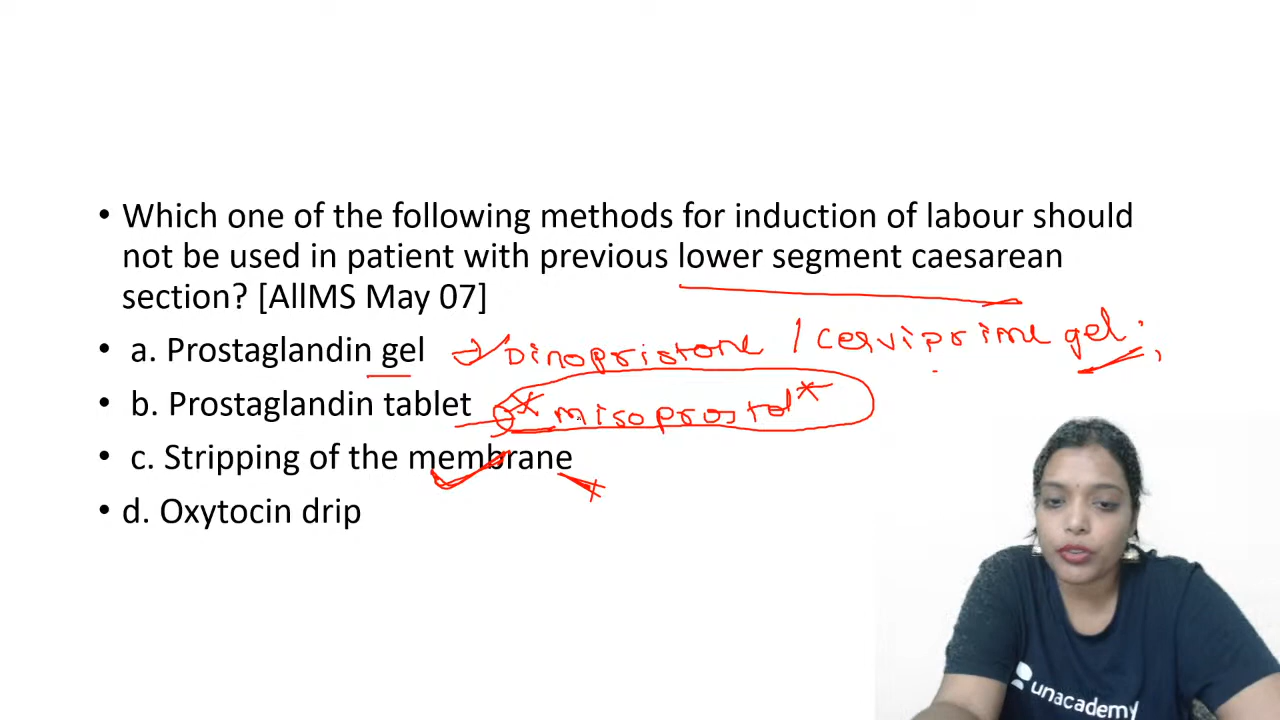 • Which one of the following methods for induction of labour should
not be used in patient with previous lower segment caesarean
section? [AllMS May 07]
• a. Prostaglandin gel Dinopristone / Cerviprime gel.
• b. Prostaglandin tablet misoprostol*
• c. Stripping of the membrane
• d. Oxytocin drip
unacademy